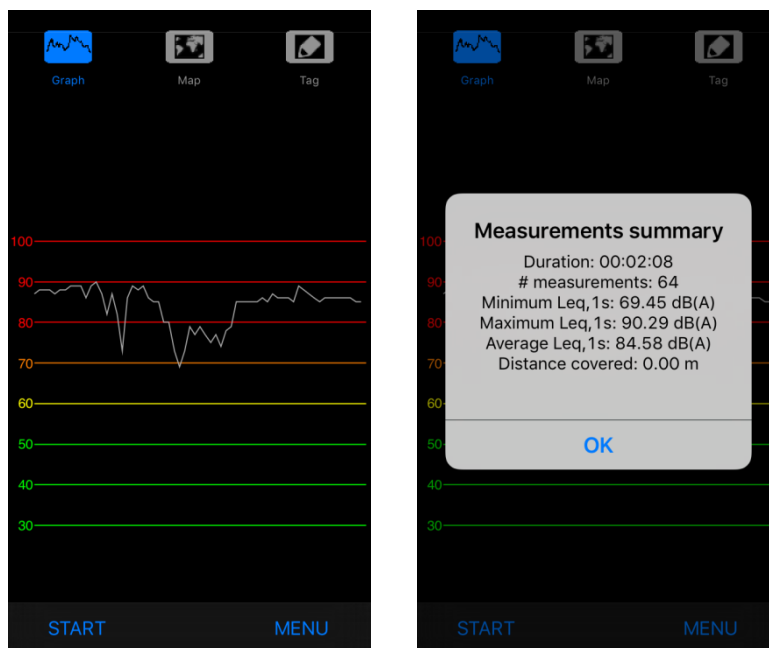 Graph Map Tag
100
90
80
70
60
50
40
30
START MENU
Graph Map Tag
Measurements summary
Duration: 00:02:08
# measurements: 64
Minimum Leq,1s: 69.45 dB(A)
Maximum Leq,1s: 90.29 dB(A)
Average Leq,1s: 84.58 dB(A)
Distance covered: 0.00 m
OK
100
90
80
70
60
50
40
30
START MENU